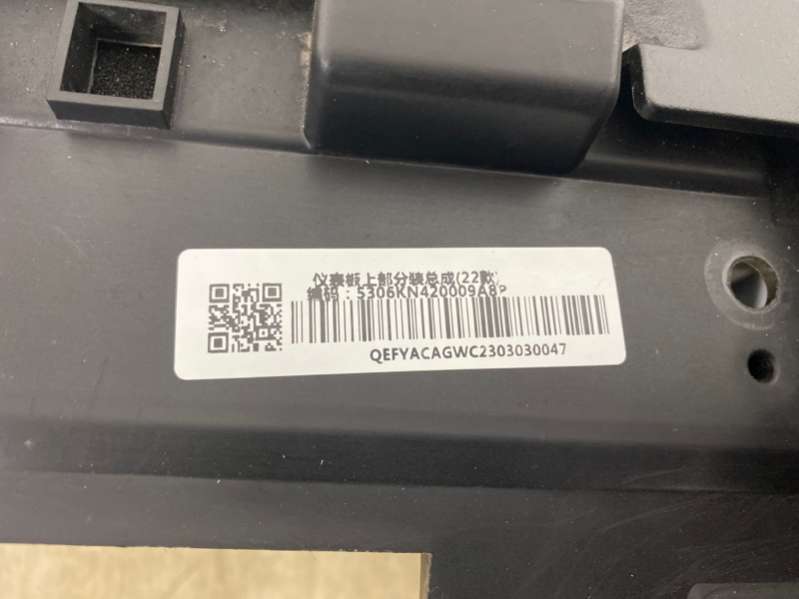 仪表板上部分装总成(22款)
编码：5306KN420009A8P
QEFYACAGWC2303030047